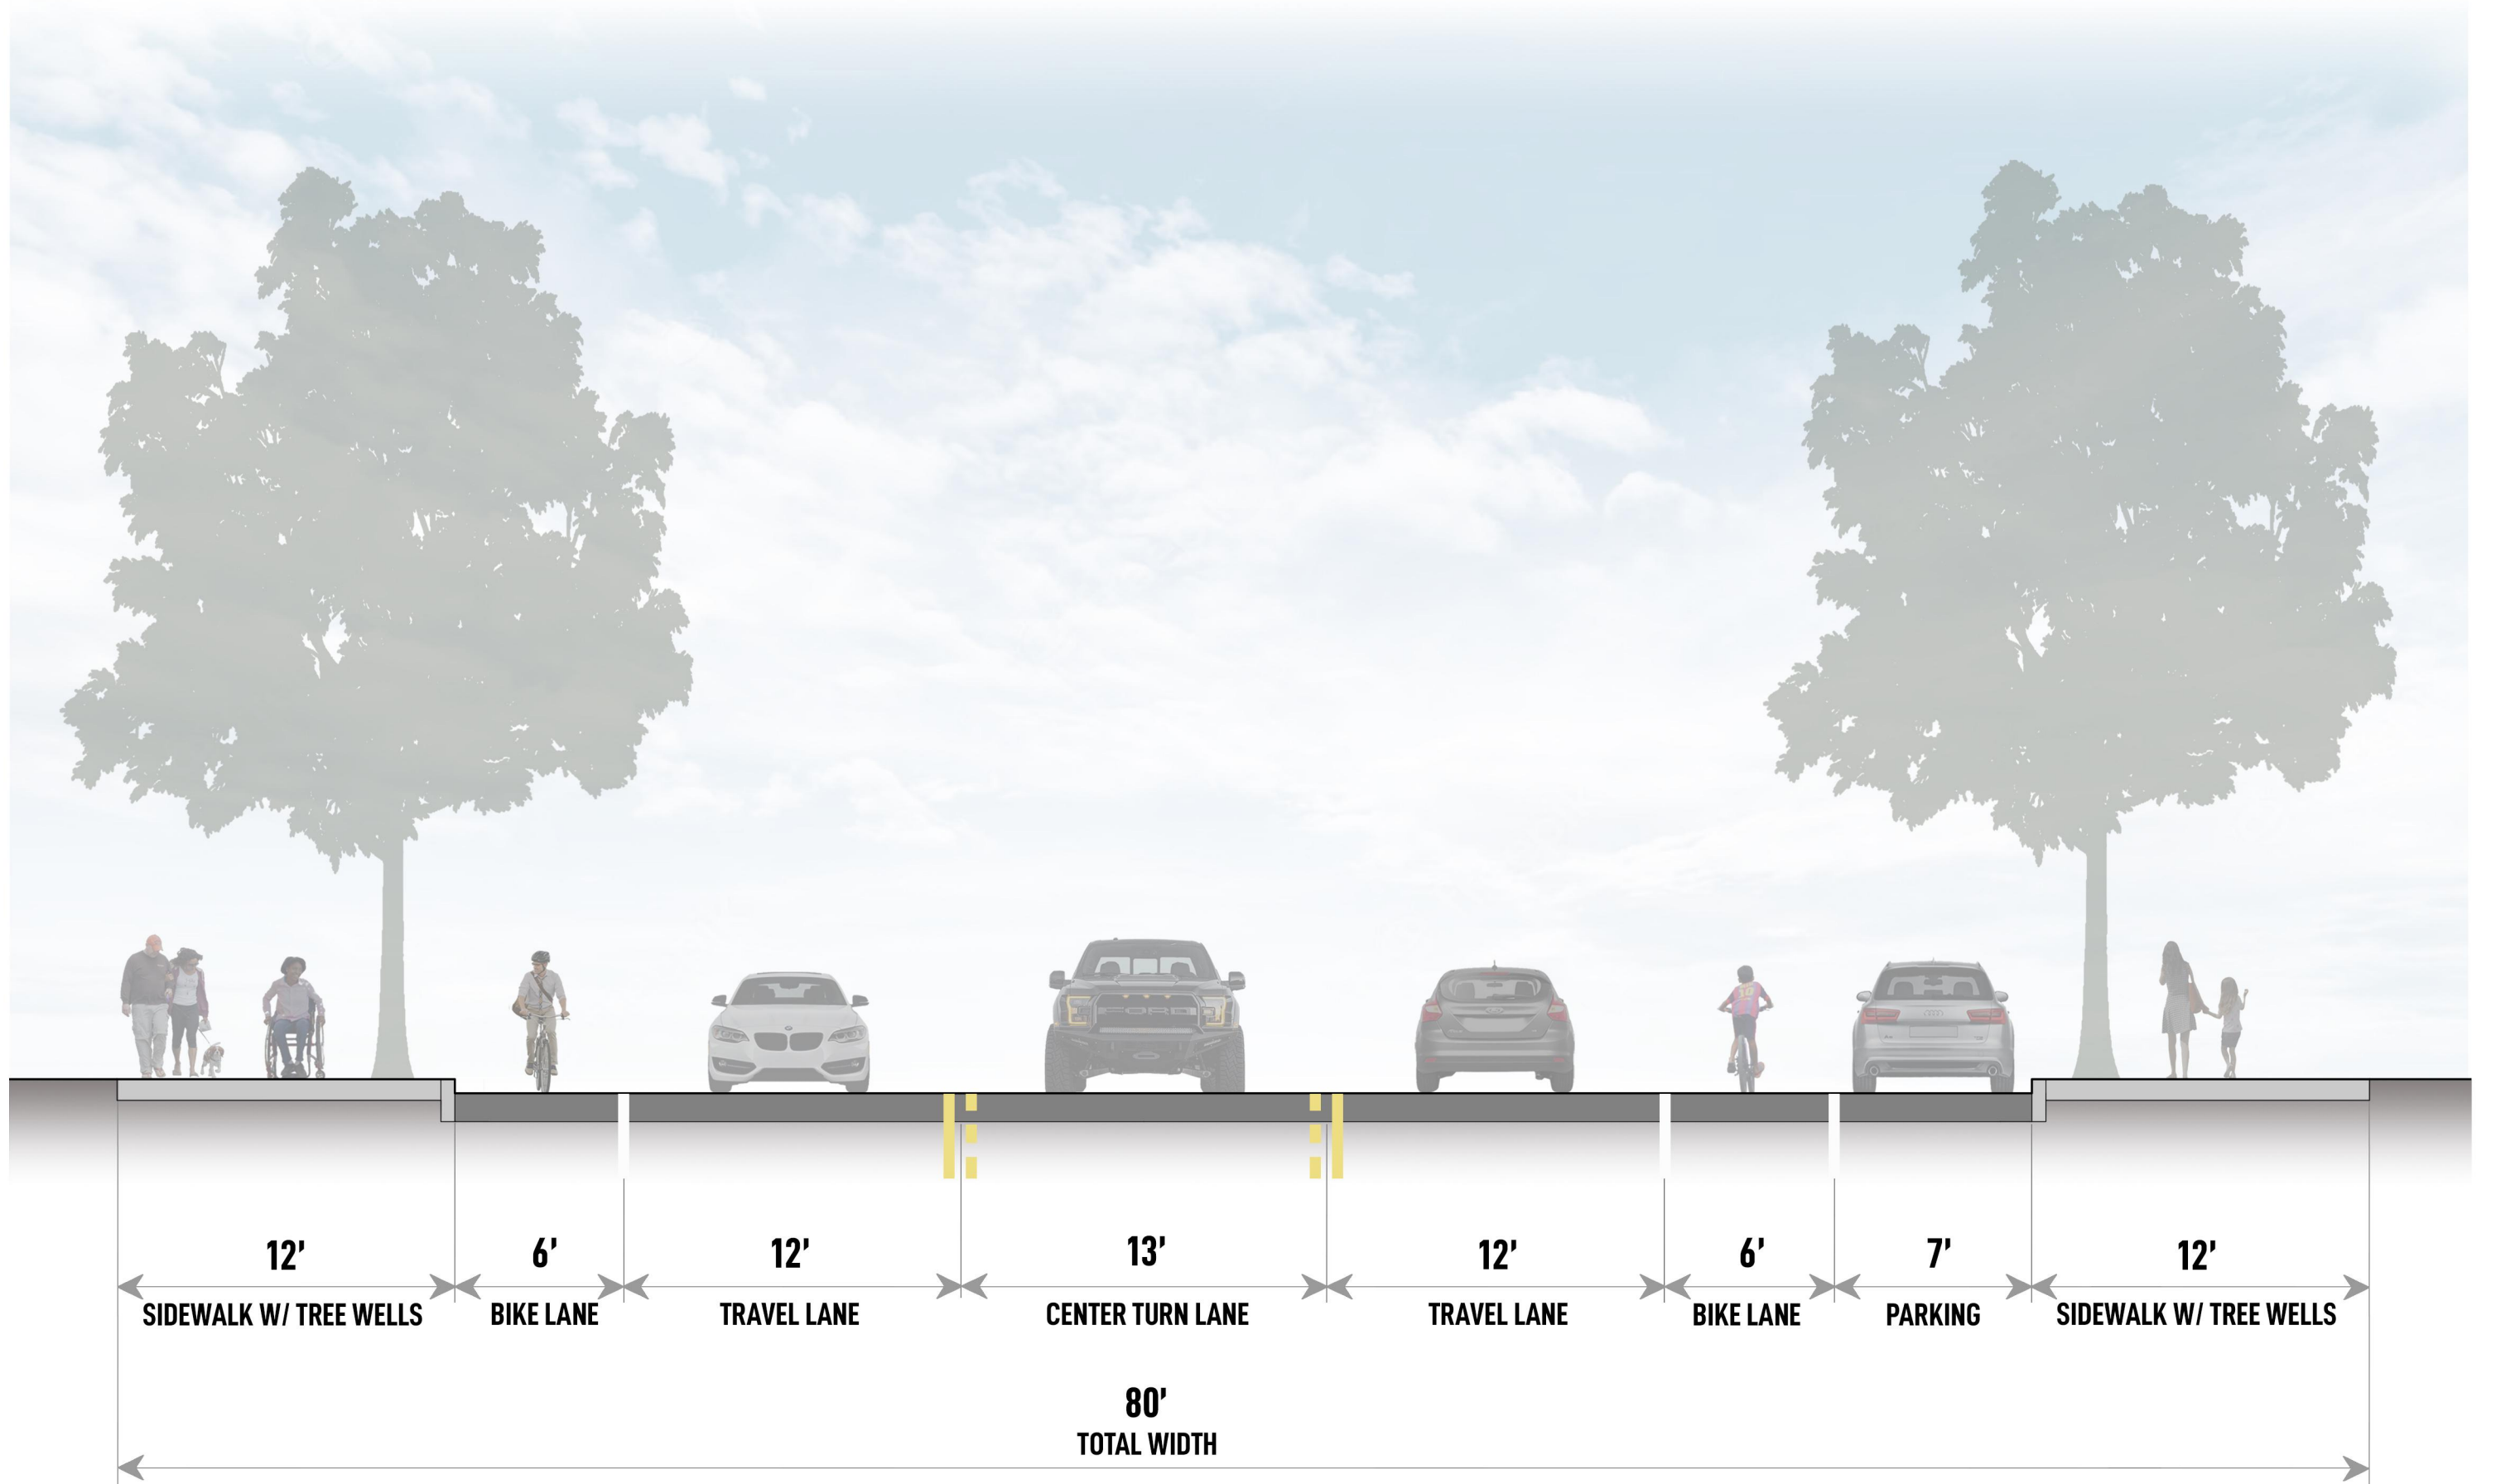 12’
6’
12’
13’
12’
6’
7’
12’
SIDEWALK W/ TREE WELLS
BIKE LANE
TRAVEL LANE
CENTER TURN LANE
TRAVEL LANE
BIKE LANE
PARKING
SIDEWALK W/ TREE WELLS
80’
TOTAL WIDTH
FORD